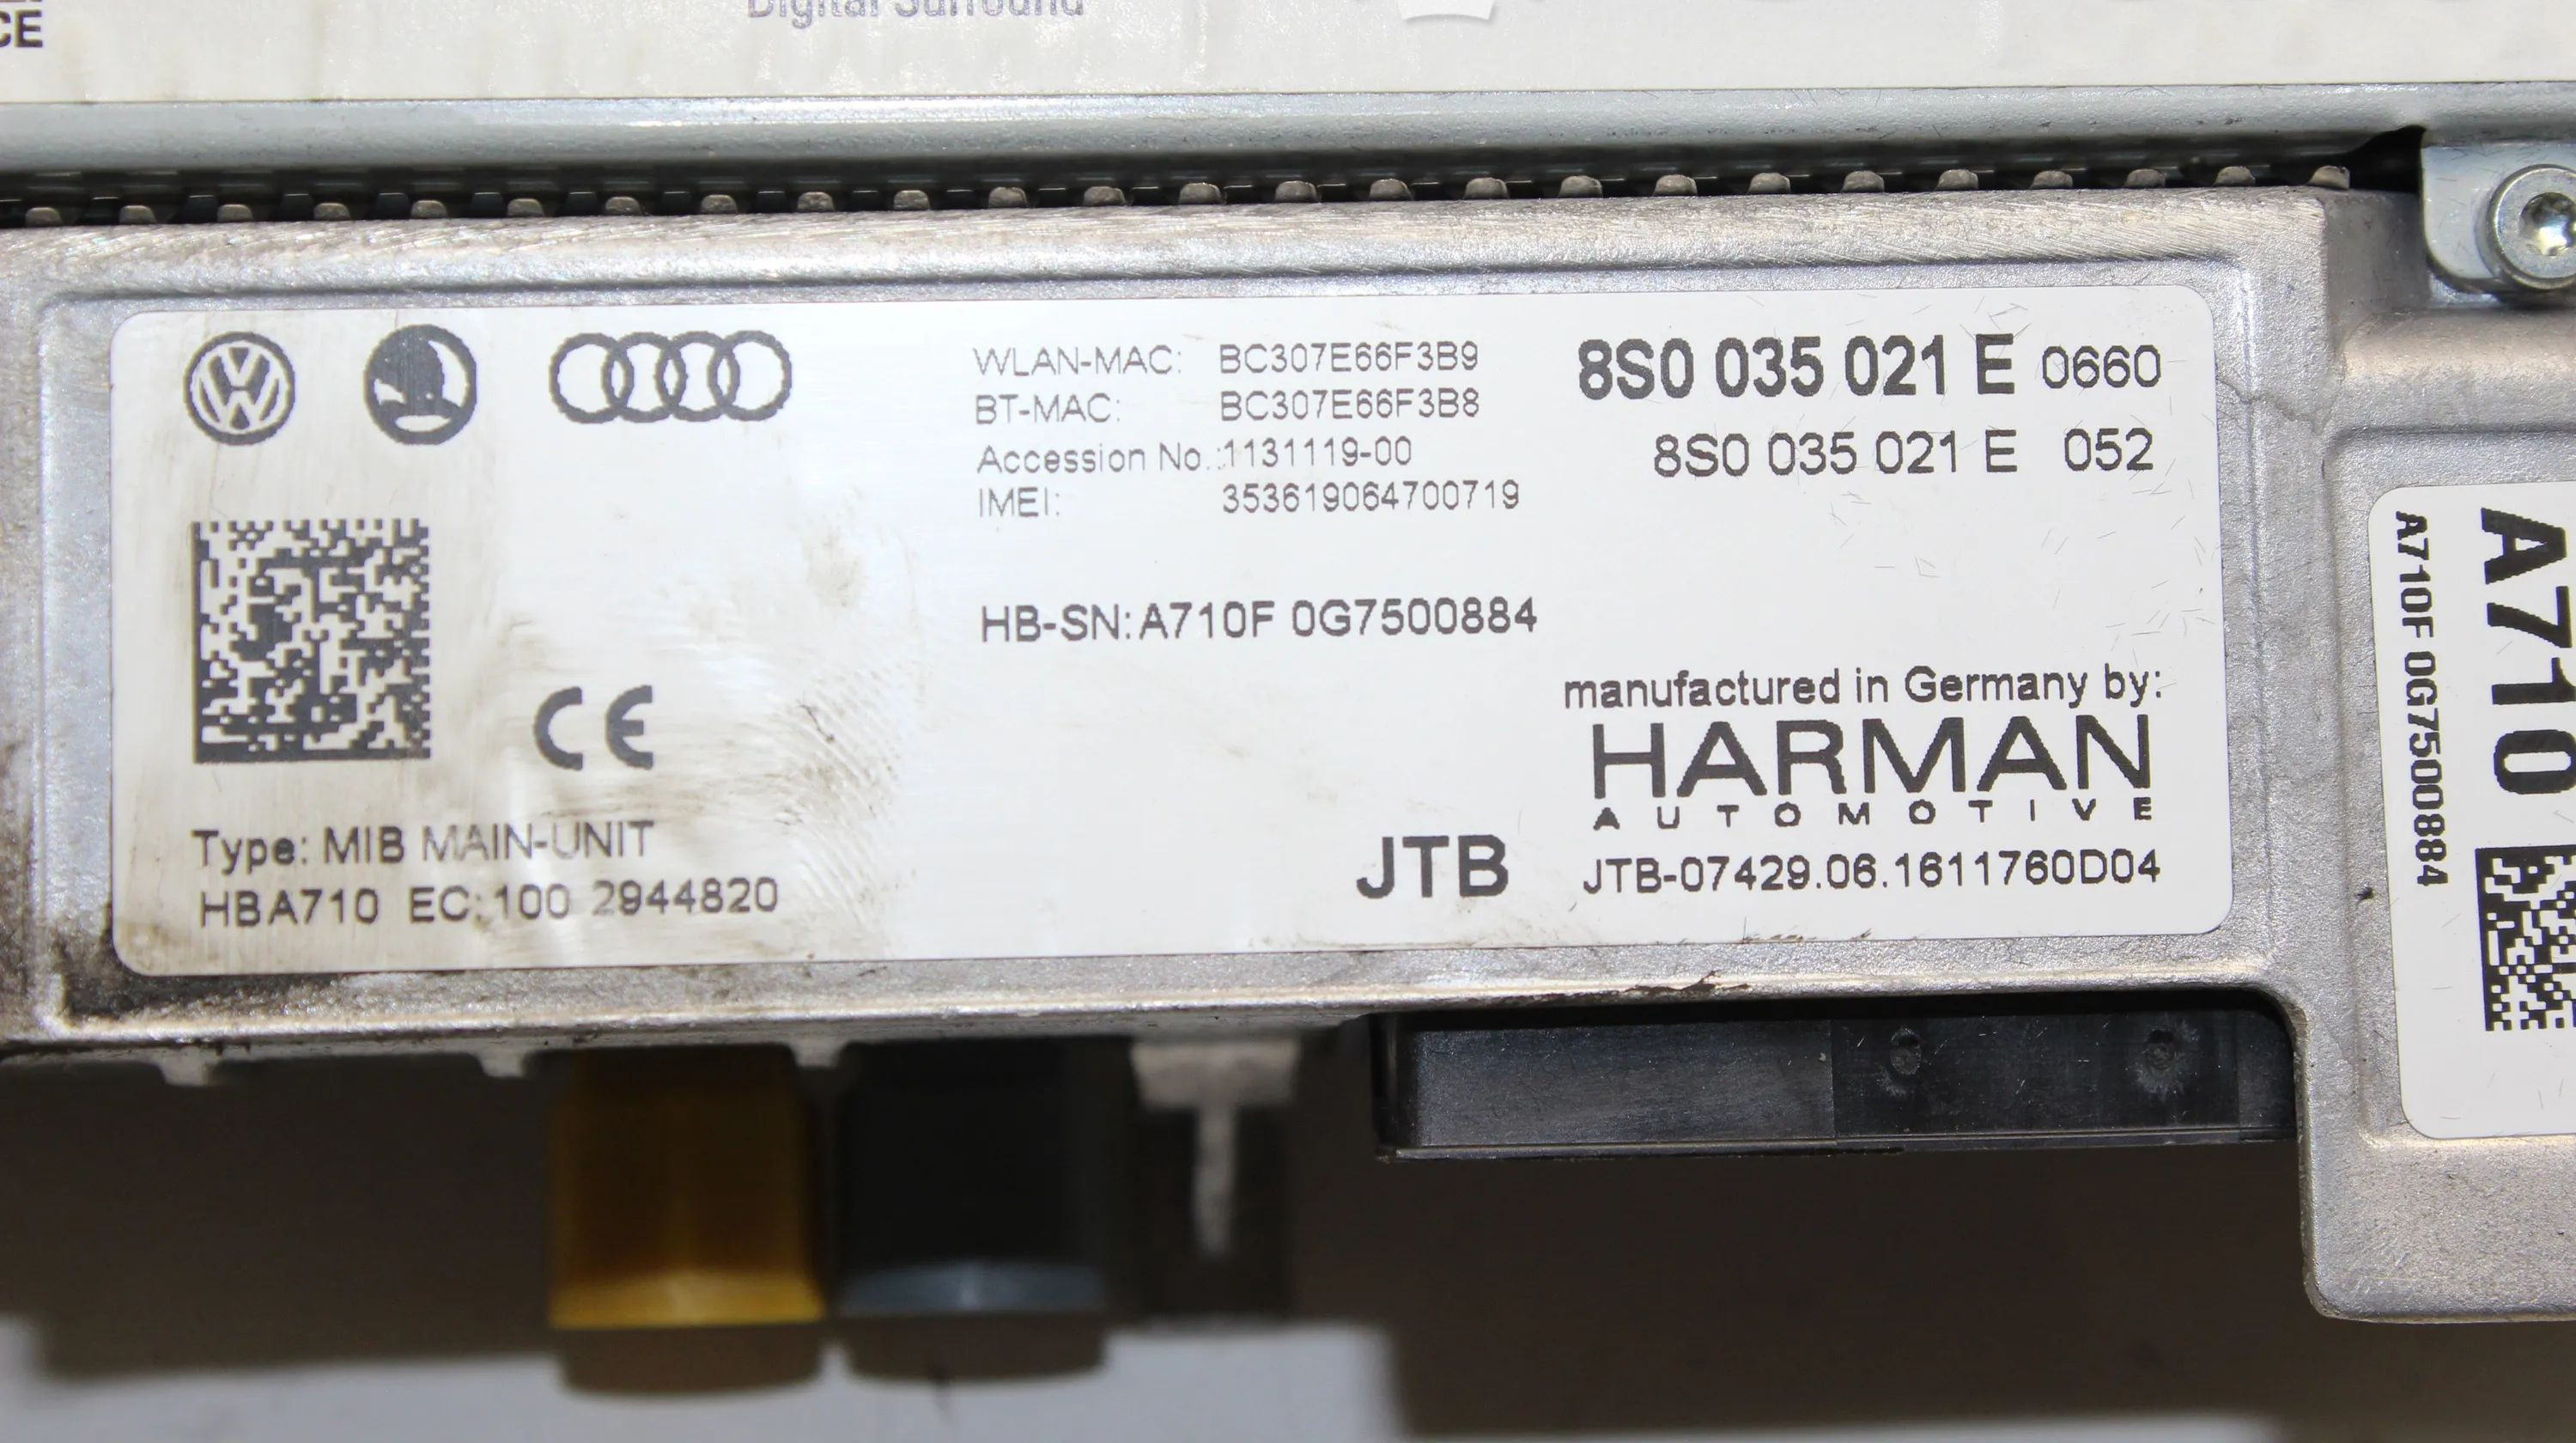 CE
Digital Surround
WLAN-MAC: BC307E66F3B9
BT-MAC: BC307E66F3B8
Accession No.:1131119-00
IMEI: 353619064700719
8S0 035 021 E 0660
8S0 035 021 E 052
HB-SN: A710F 0G7500884
CE
manufactured in Germany by:
HARMAN
AUTOMOTIVE
Type: MIB MAIN-UNIT
HBA710 EC:100 2944820
JTB
JTB-07429.06.1611760D04
A710
A710F 0G7500884